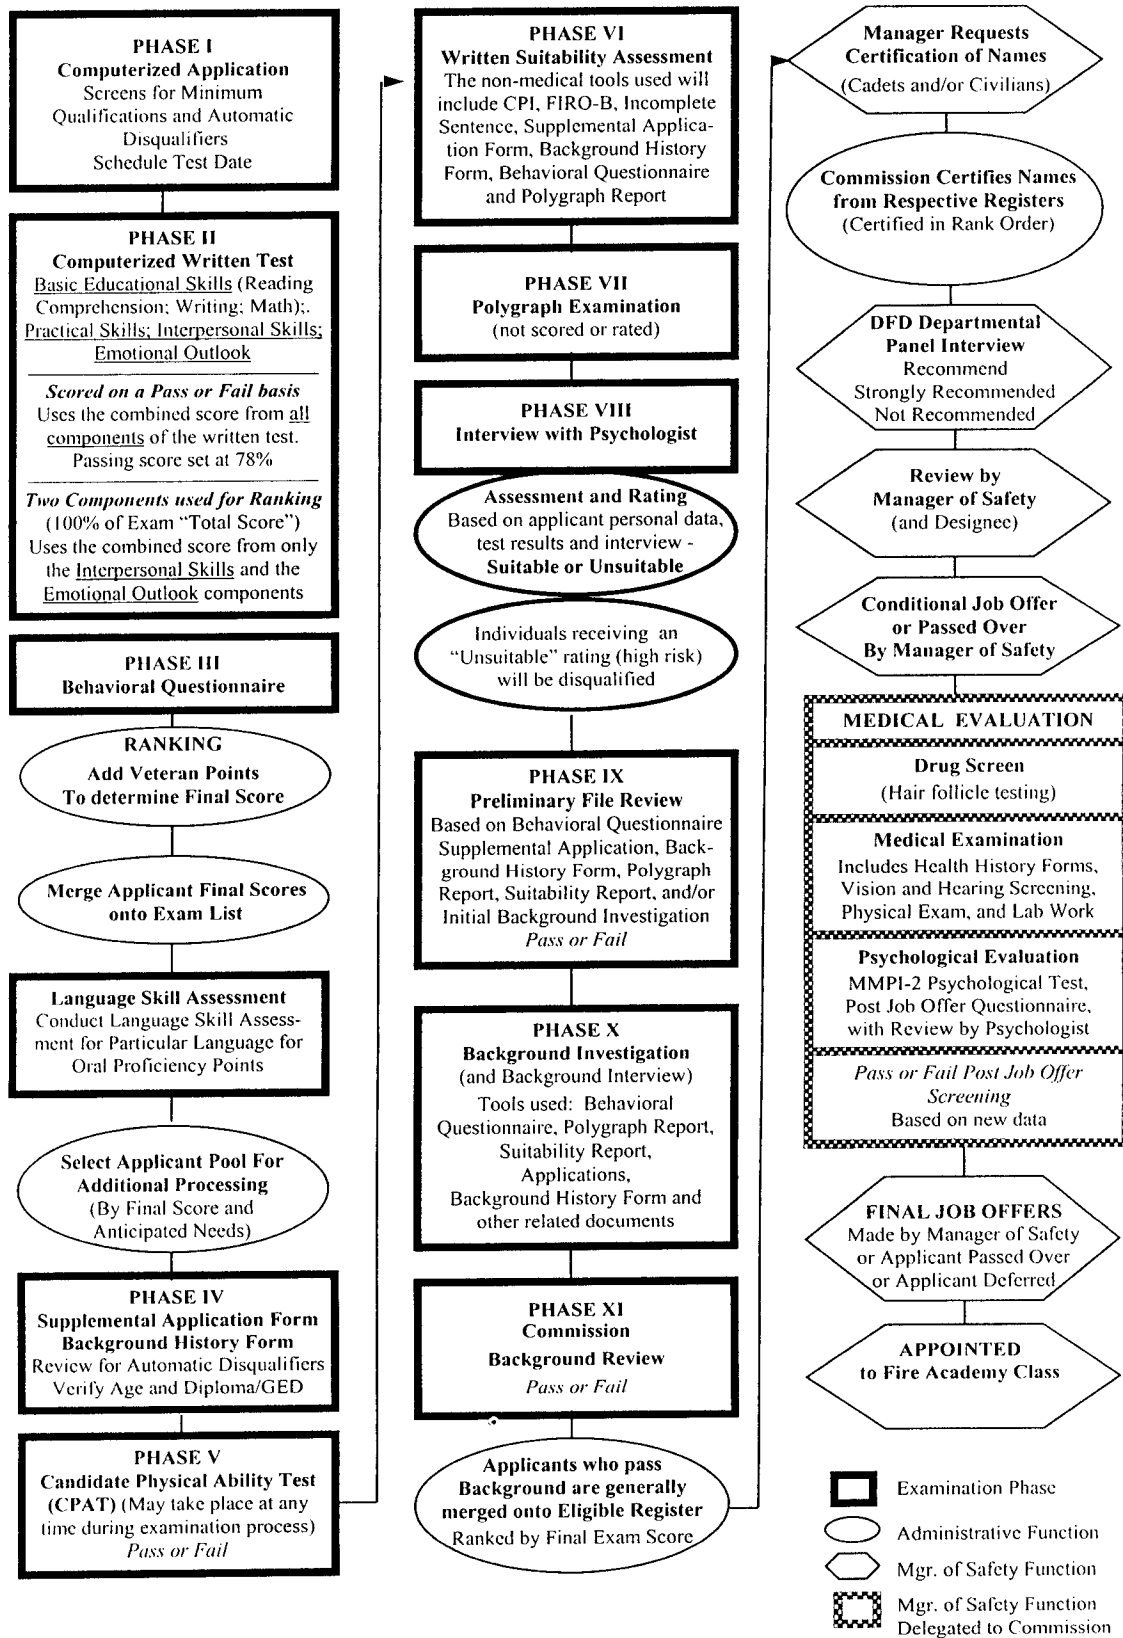 PHASE I
Computerized Application
Screens for Minimum
Qualifications and Automatic
Disqualifiers
Schedule Test Date
PHASE II
Computerized Written Test
Basic Educational Skills (Reading
Comprehension; Writing; Math);.
Practical Skills; Interpersonal Skills;
Emotional Outlook
Scored on a Pass or Fail basis
Uses the combined score from all
components of the written test.
Passing score set at 78%
Two Components used for Ranking
(100% of Exam “Total Score”)
Uses the combined score from only
the Interpersonal Skills and the
Emotional Outlook components
PHASE III
Behavioral Questionnaire
RANKING
Add Veteran Points
To determine Final Score
Merge Applicant Final Scores
onto Exam List
Language Skill Assessment
Conduct Language Skill Assess-
ment for Particular Language for
Oral Proficiency Points
Select Applicant Pool For
Additional Processing
(By Final Score and
Anticipated Needs)
PHASE IV
Supplemental Application Form
Background History Form
Review for Automatic Disqualifiers
Verify Age and Diploma/GED
PHASE V
Candidate Physical Ability Test
(CPAT) (May take place at any
time during examination process)
Pass or Fail
PHASE VI
Written Suitability Assessment
The non-medical tools used will
include CPI, FIRO-B, Incomplete
Sentence, Supplemental Applica-
tion Form, Background History
Form, Behavioral Questionnaire
and Polygraph Report
PHASE VII
Polygraph Examination
(not scored or rated)
PHASE VIII
Interview with Psychologist
Assessment and Rating
Based on applicant personal data,
test results and interview -
Suitable or Unsuitable
Individuals receiving an
“Unsuitable” rating (high risk)
will be disqualified
PHASE IX
Preliminary File Review
Based on Behavioral Questionnaire
Supplemental Application, Back-
ground History Form, Polygraph
Report, Suitability Report, and/or
Initial Background Investigation
Pass or Fail
PHASE X
Background Investigation
(and Background Interview)
Tools used: Behavioral
Questionnaire, Polygraph Report,
Suitability Report,
Applications,
Background History Form and
other related documents
PHASE XI
Commission
Background Review
Pass or Fail
Applicants who pass
Background are generally
merged onto Eligible Register
Ranked by Final Exam Score
Manager Requests
Certification of Names
(Cadets and/or Civilians)
Commission Certifies Names
from Respective Registers
(Certified in Rank Order)
DFD Departmental
Panel Interview
Recommend
Strongly Recommended
Not Recommended
Review by
Manager of Safety
(and Designee)
Conditional Job Offer
or Passed Over
By Manager of Safety
MEDICAL EVALUATION
Drug Screen
(Hair follicle testing)
Medical Examination
Includes Health History Forms,
Vision and Hearing Screening,
Physical Exam, and Lab Work
Psychological Evaluation
MMPI-2 Psychological Test,
Post Job Offer Questionnaire,
with Review by Psychologist
Pass or Fail Post Job Offer
Screening
Based on new data
FINAL JOB OFFERS
Made by Manager of Safety
or Applicant Passed Over
or Applicant Deferred
APPOINTED
to Fire Academy Class
Examination Phase
Administrative Function
Mgr. of Safety Function
Mgr. of Safety Function
Delegated to Commission